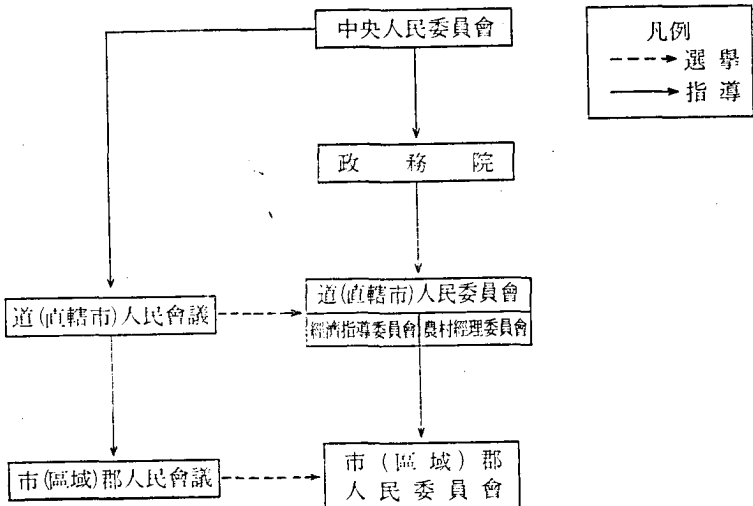 中央人民委員會
凡例
選擧
指導
政務院
道(直轄市)人民會議
道(直轄市)人民委員會
經濟指導委員會
農村經理委員會
市(區域)郡人民會議
市(區域)郡
人民委員會